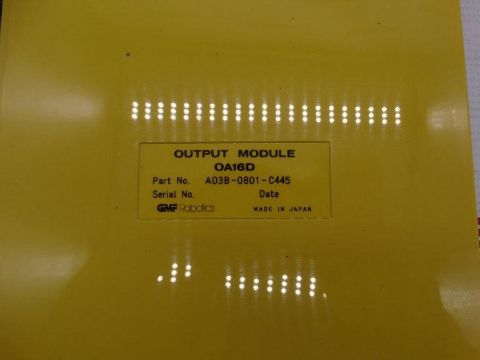 OUTPUT MODULE
OA16D
Part No. A03B-0801-C445
Serial No. Date
GMF Robotics MADE IN JAPAN